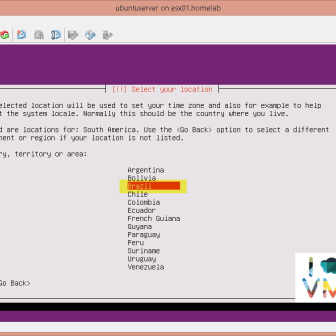 ubuntuserver on esx01.homelab
[!!] Select your location
elected location will be used to set your time zone and also for example to help
t the system locale. Normally this should be the country where you live.
d are locations for: South America. Use the <Go Back> option to select a different
nent or region if your location is not listed.
ry, territory or area:
Argentina
Bolivia
Brazil
Chile
Colombia
Ecuador
French Guiana
Guyana
Paraguay
Peru
Suriname
Uruguay
Venezuela
Go Back>
I
VM